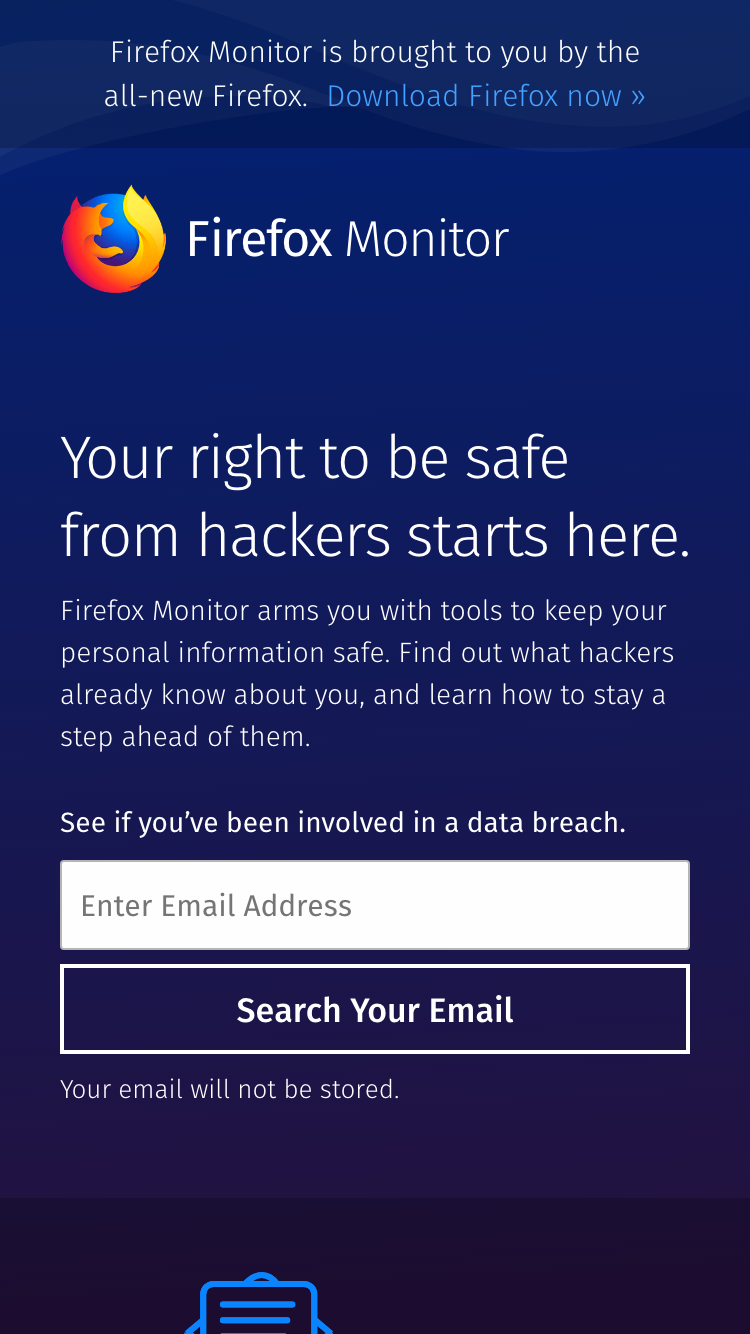 Firefox Monitor is brought to you by the
all-new Firefox. Download Firefox now »
Firefox Monitor
Your right to be safe
from hackers starts here.
Firefox Monitor arms you with tools to keep your
personal information safe. Find out what hackers
already know about you, and learn how to stay a
step ahead of them.
See if you’ve been involved in a data breach.
Enter Email Address
Search Your Email
Your email will not be stored.